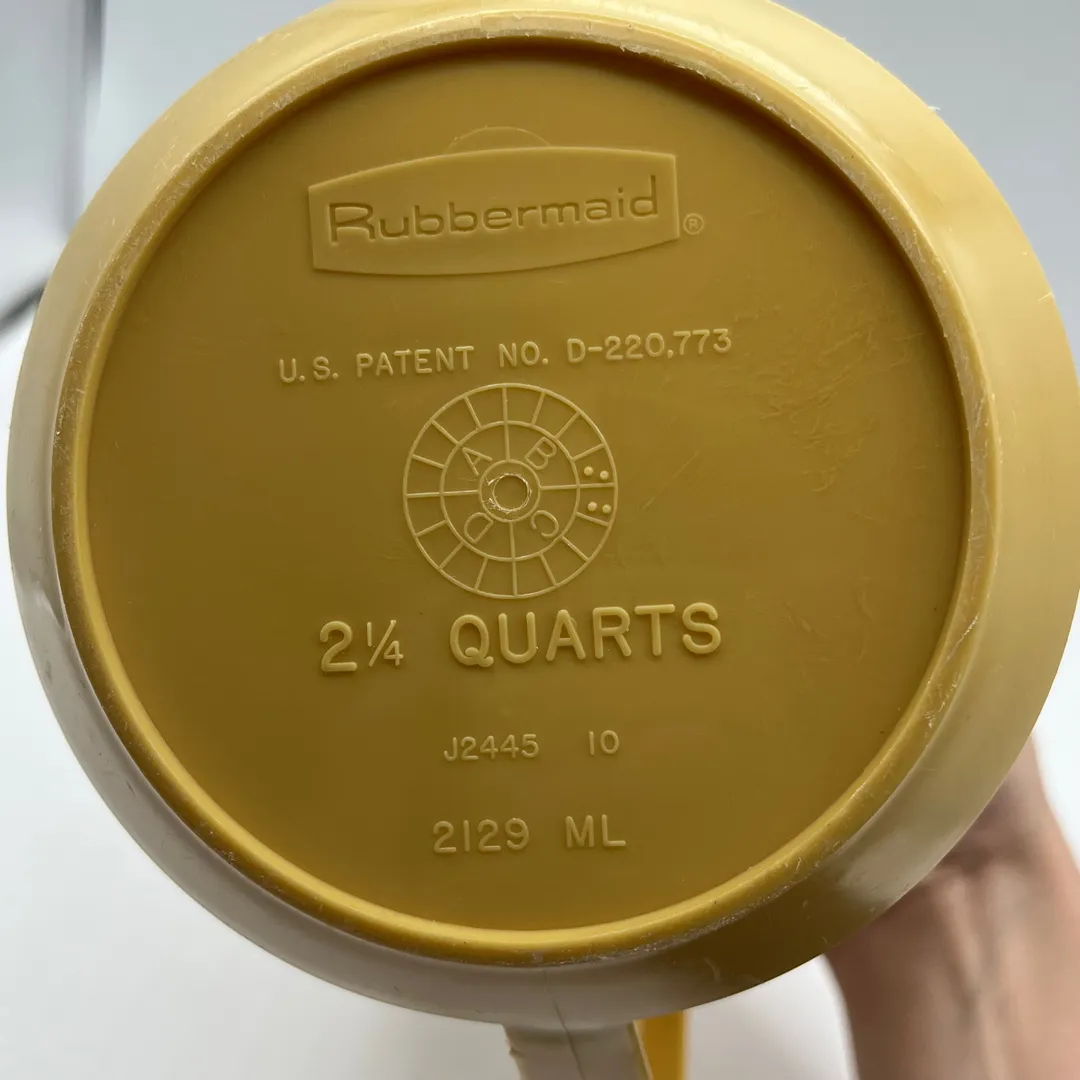 Rubbermaid®
U.S. PATENT NO. D-220,773
A B
D C
2¼ QUARTS
J2445 10
2129 ML